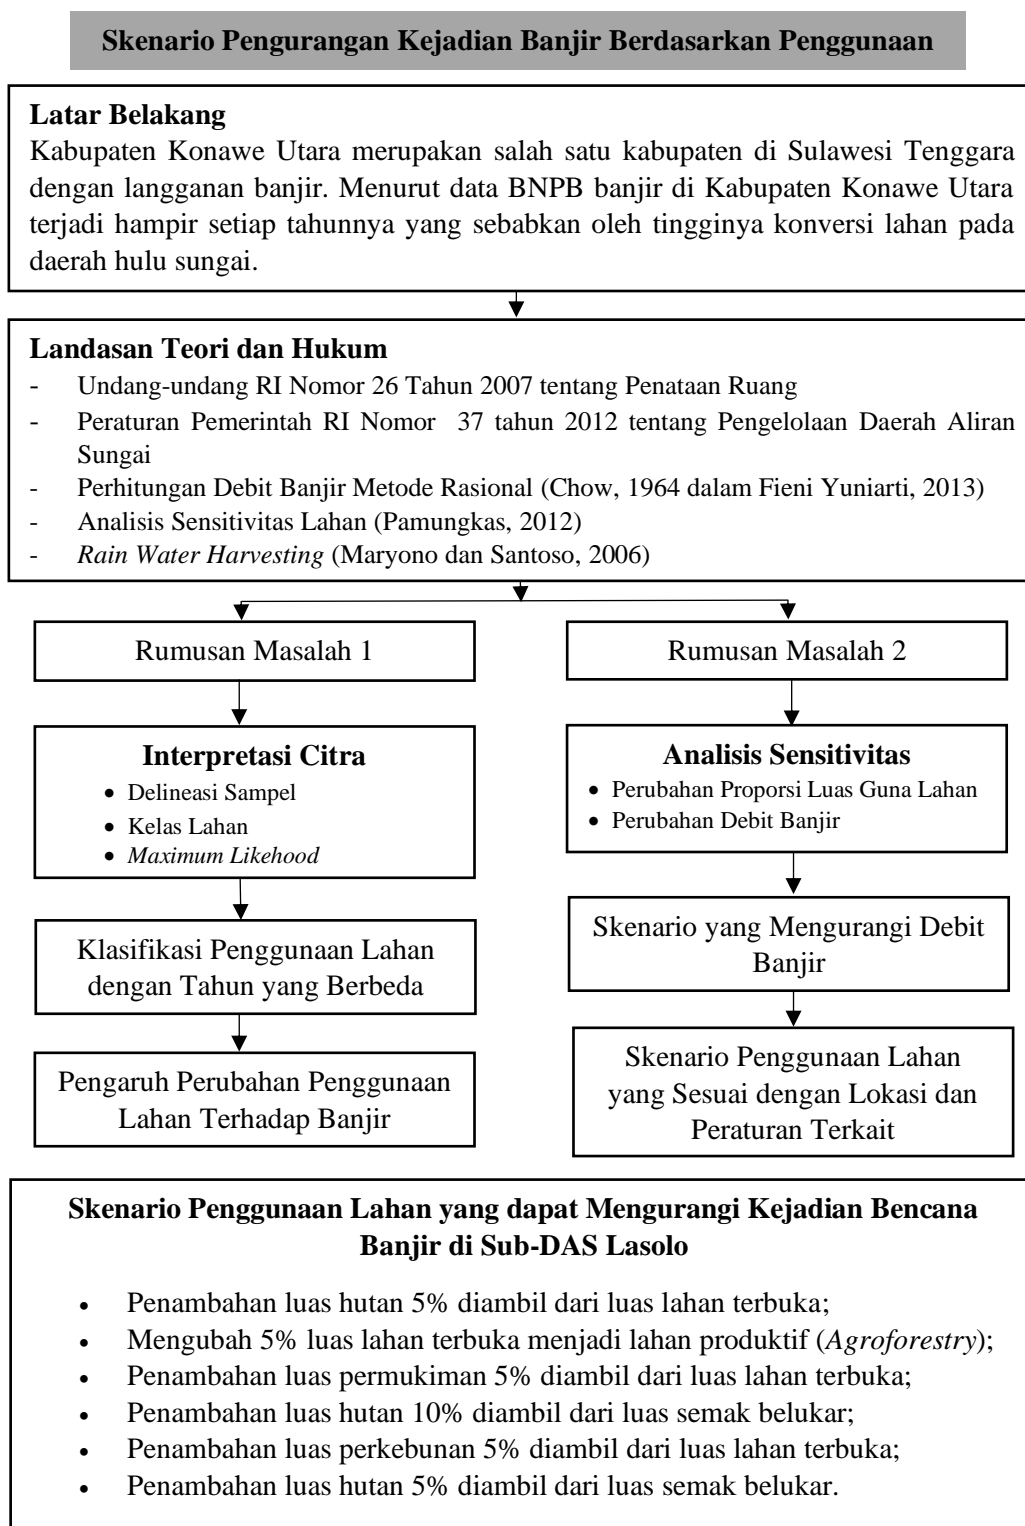 Skenario Pengurangan Kejadian Banjir Berdasarkan Penggunaan
Latar Belakang
Kabupaten Konawe Utara merupakan salah satu kabupaten di Sulawesi Tenggara
dengan langganan banjir. Menurut data BNPB banjir di Kabupaten Konawe Utara
terjadi hampir setiap tahunnya yang sebabkan oleh tingginya konversi lahan pada
daerah hulu sungai.
Landasan Teori dan Hukum
- Undang-undang RI Nomor 26 Tahun 2007 tentang Penataan Ruang
- Peraturan Pemerintah RI Nomor 37 tahun 2012 tentang Pengelolaan Daerah Aliran
Sungai
- Perhitungan Debit Banjir Metode Rasional (Chow, 1964 dalam Fieni Yuniarti, 2013)
- Analisis Sensitivitas Lahan (Pamungkas, 2012)
- Rain Water Harvesting (Maryono dan Santoso, 2006)
Rumusan Masalah 1
Interpretasi Citra
• Delineasi Sampel
• Kelas Lahan
• Maximum Likehood
Klasifikasi Penggunaan Lahan
dengan Tahun yang Berbeda
Pengaruh Perubahan Penggunaan
Lahan Terhadap Banjir
Rumusan Masalah 2
Analisis Sensitivitas
• Perubahan Proporsi Luas Guna Lahan
• Perubahan Debit Banjir
Skenario yang Mengurangi Debit
Banjir
Skenario Penggunaan Lahan
yang Sesuai dengan Lokasi dan
Peraturan Terkait
Skenario Penggunaan Lahan yang dapat Mengurangi Kejadian Bencana
Banjir di Sub-DAS Lasolo
• Penambahan luas hutan 5% diambil dari luas lahan terbuka;
• Mengubah 5% luas lahan terbuka menjadi lahan produktif (Agroforestry);
• Penambahan luas permukiman 5% diambil dari luas lahan terbuka;
• Penambahan luas hutan 10% diambil dari luas semak belukar;
• Penambahan luas perkebunan 5% diambil dari luas lahan terbuka;
• Penambahan luas hutan 5% diambil dari luas semak belukar.